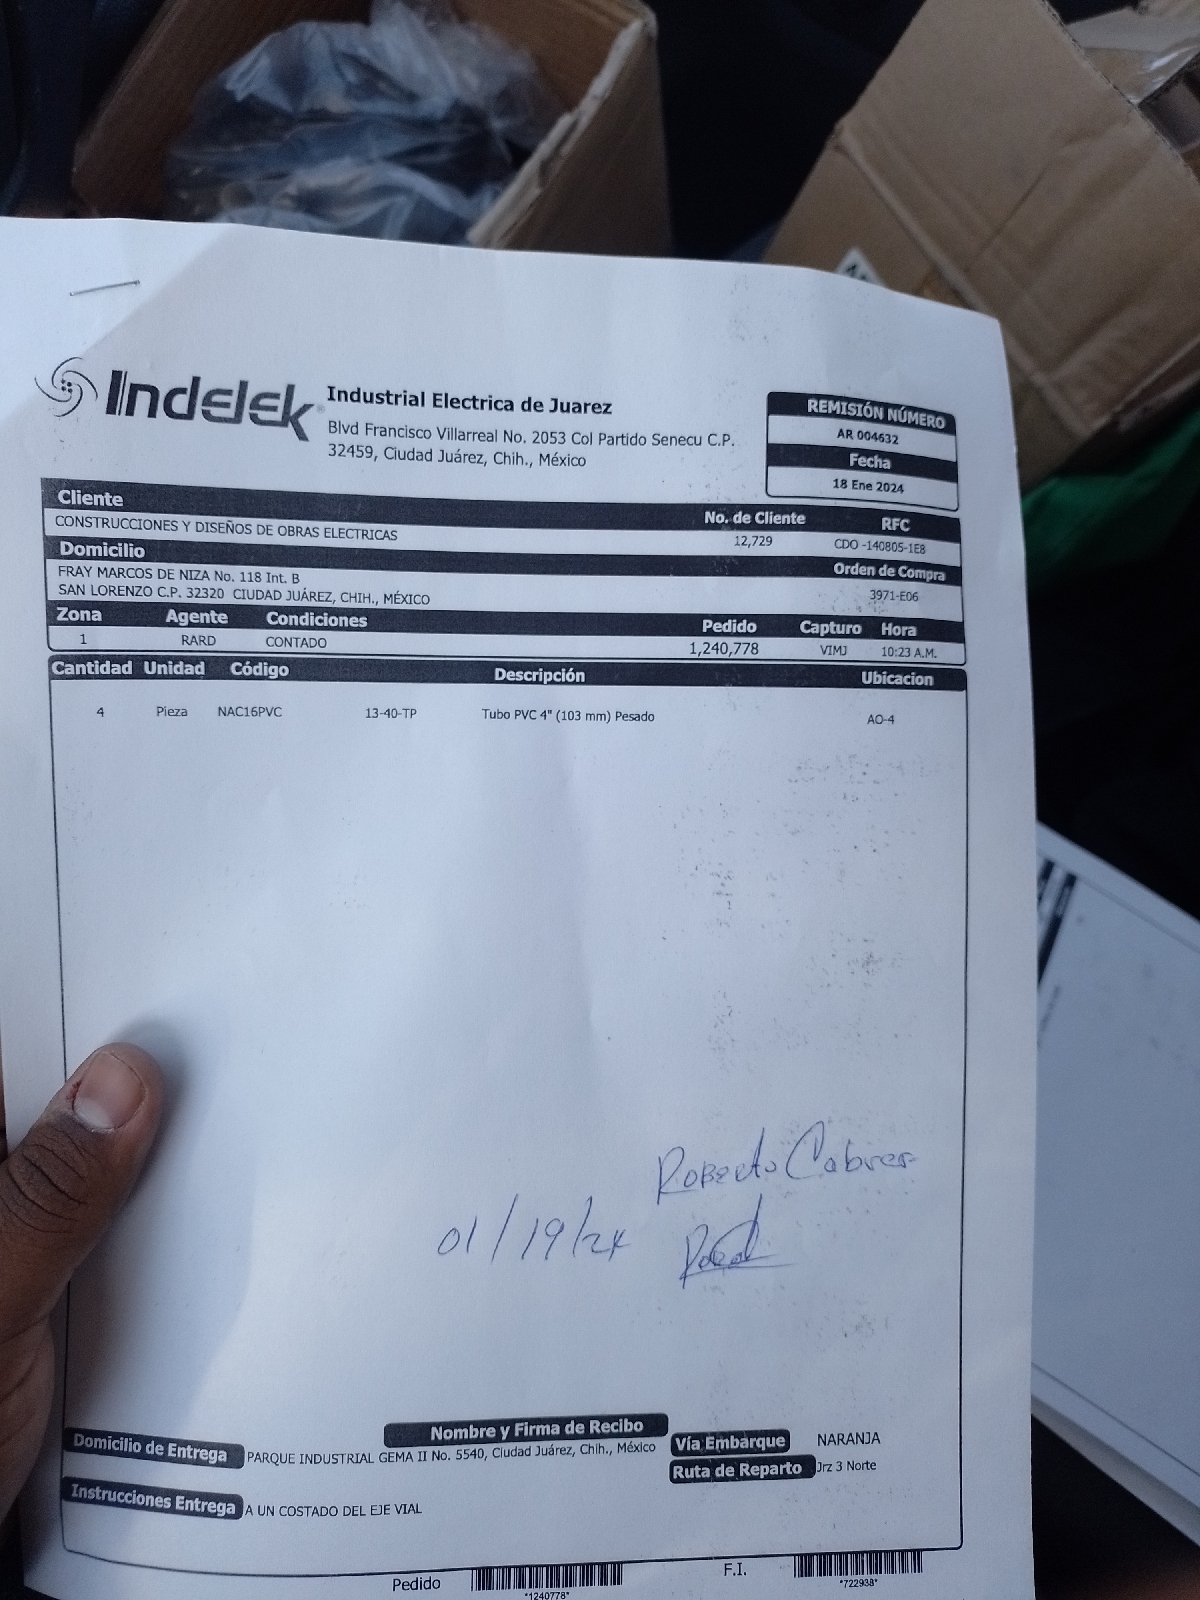 Indelek
Industrial Electrica de Juarez
Blvd Francisco Villarreal No. 2053 Col Partido Senecu C.P.
32459, Ciudad Juárez, Chih., México
REMISIÓN NÚMERO
AR 004632
Fecha
18 Ene 2024
Cliente No. de Cliente RFC
CONSTRUCCIONES Y DISEÑOS DE OBRAS ELECTRICAS 12,729 CDO -140805-1E8
Domicilio Orden de Compra
FRAY MARCOS DE NIZA No. 118 Int. B 3971-E06
SAN LORENZO C.P. 32320 CIUDAD JUÁREZ, CHIH., MÉXICO
Zona Agente Condiciones Pedido Capturo Hora
1 RARD CONTADO 1,240,778 VIMJ 10:23 A.M.
Cantidad Unidad Código Descripción Ubicacion
4 Pieza NAC16PVC 13-40-TP Tubo PVC 4" (103 mm) Pesado AO-4
Roberto Cabrera
01/19/24
Nombre y Firma de Recibo
Domicilio de Entrega PARQUE INDUSTRIAL GEMA II No. 5540, Ciudad Juárez, Chih., México
Vía Embarque NARANJA
Ruta de Reparto Jrz 3 Norte
Instrucciones Entrega A UN COSTADO DEL EJE VIAL
Pedido *1240778* F.I. *722938*